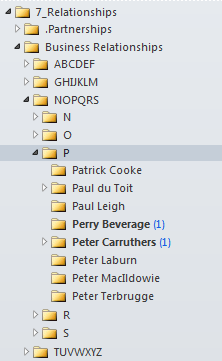 7_Relationships
.Partnerships
Business Relationships
ABCDEF
GHIJKLM
NOPQRS
N
O
P
Patrick Cooke
Paul du Toit
Paul Leigh
Perry Beverage (1)
Peter Carruthers (1)
Peter Laburn
Peter MacIldowie
Peter Terbrugge
R
S
TUVWXYZ